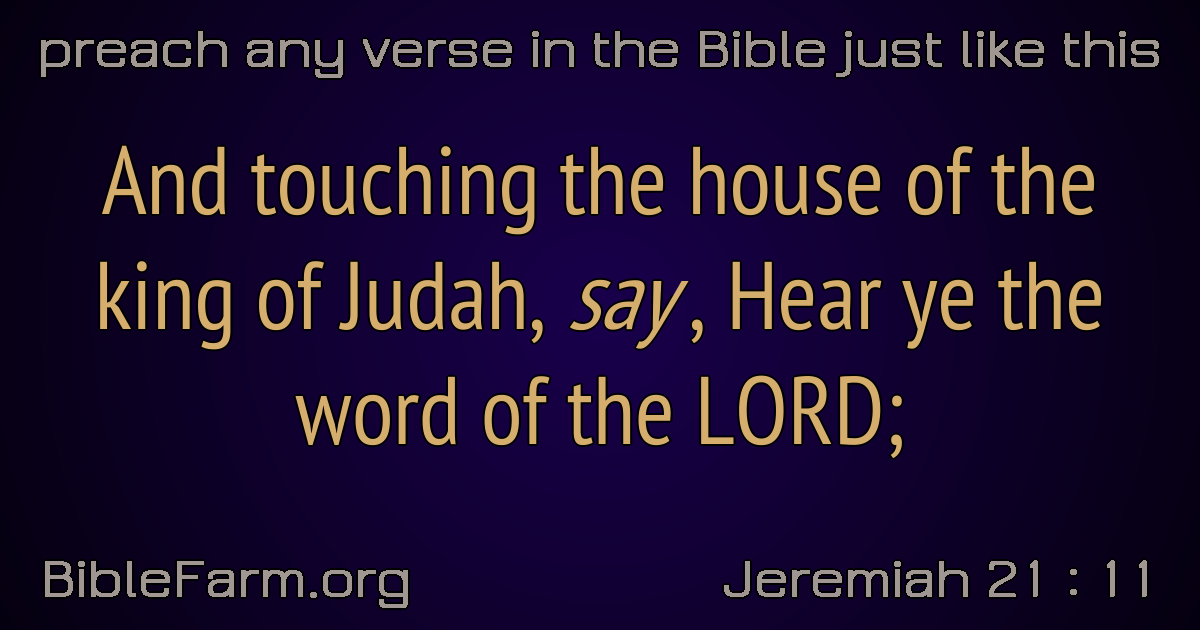 preach any verse in the Bible just like this
And touching the house of the
king of Judah, say, Hear ye the
word of the LORD;
BibleFarm.org
Jeremiah 21 : 11